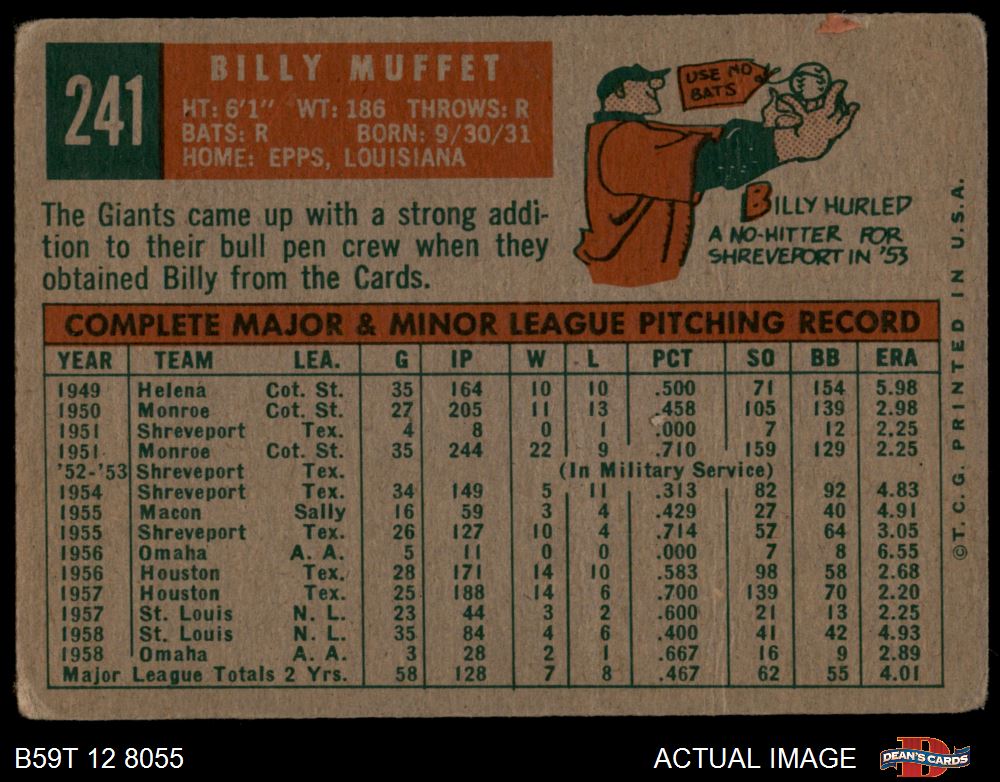 241
BILLY MUFFET
HT: 6'1" WT: 186 THROWS: R
BATS: R BORN: 9/30/31
HOME: EPPS, LOUISIANA
USE NO
BATS
BILLY HURLED
A NO-HITTER FOR
SHREVEPORT IN '53
The Giants came up with a strong addi-
tion to their bull pen crew when they
obtained Billy from the Cards.
COMPLETE MAJOR & MINOR LEAGUE PITCHING RECORD
YEAR TEAM LEA. G IP W L PCT SO BB ERA
1949 Helena Cot. St. 35 164 10 10 .500 71 154 5.98
1950 Monroe Cot. St. 27 205 11 13 .458 105 139 2.98
1951 Shreveport Tex. 4 8 0 1 .000 7 12 2.25
1951 Monroe Cot. St. 35 244 22 9 .710 159 129 2.25
'52-'53 Shreveport Tex. (In Military Service)
1954 Shreveport Tex. 34 149 5 11 .313 82 92 4.83
1955 Macon Sally 16 59 3 4 .429 27 40 4.91
1955 Shreveport Tex. 26 127 10 4 .714 57 64 3.05
1956 Omaha A. A. 5 11 0 0 .000 7 8 6.55
1956 Houston Tex. 28 171 14 10 .583 98 58 2.68
1957 Houston Tex. 25 188 14 6 .700 139 70 2.20
1957 St. Louis N. L. 23 44 3 2 .600 21 13 2.25
1958 St. Louis N. L. 35 84 4 6 .400 41 42 4.93
1958 Omaha A. A. 3 28 2 1 .667 16 9 2.89
Major League Totals 2 Yrs. 58 128 7 8 .467 62 55 4.01
©T. C. G. PRINTED IN U.S.A.
B59T 12 8055
ACTUAL IMAGE
D
DEAN'S CARDS